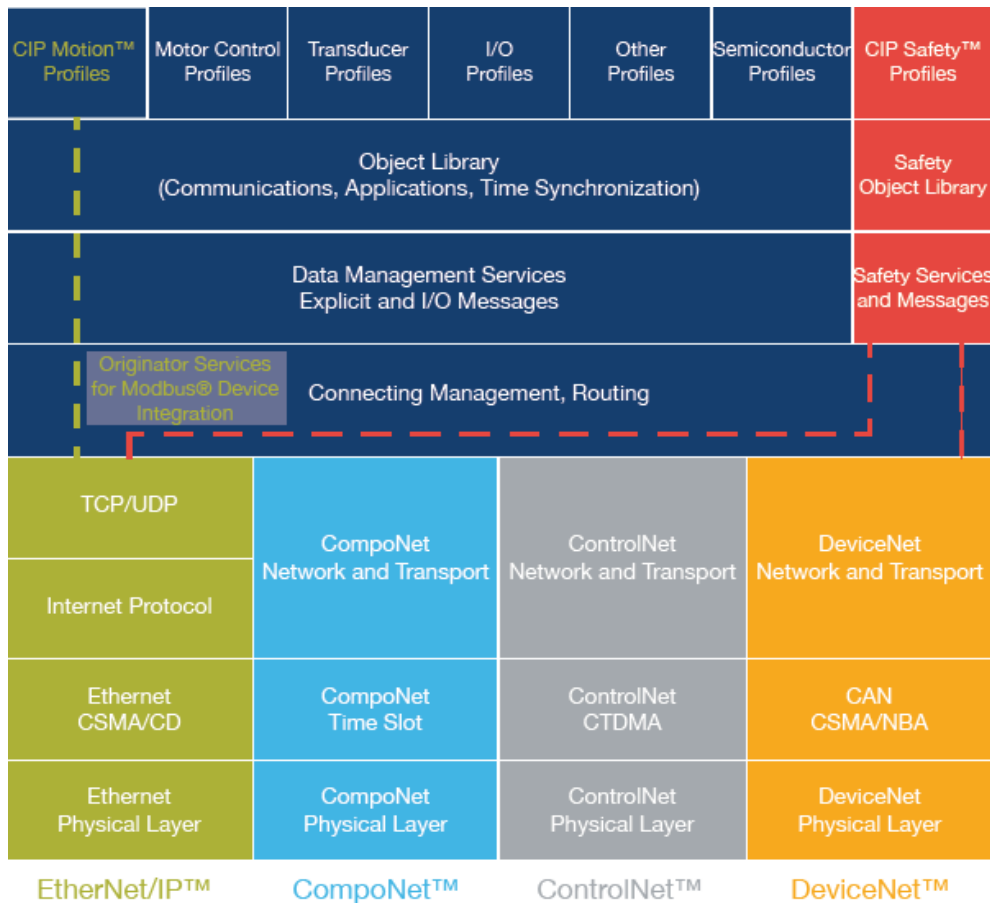 CIP Motion™
Profiles
Motor Control
Profiles
Transducer
Profiles
I/O
Profiles
Other
Profiles
Semiconductor
Profiles
CIP Safety™
Profiles
Object Library
(Communications, Applications, Time Synchronization)
Safety
Object Library
Data Management Services
Explicit and I/O Messages
Safety Services
and Messages
Originator Services
for Modbus® Device
Integration
Connecting Management, Routing
TCP/UDP
Internet Protocol
CompoNet
Network and Transport
ControlNet
Network and Transport
DeviceNet
Network and Transport
Ethernet
CSMA/CD
CompoNet
Time Slot
ControlNet
CTDMA
CAN
CSMA/NBA
Ethernet
Physical Layer
CompoNet
Physical Layer
ControlNet
Physical Layer
DeviceNet
Physical Layer
EtherNet/IP™
CompoNet™
ControlNet™
DeviceNet™